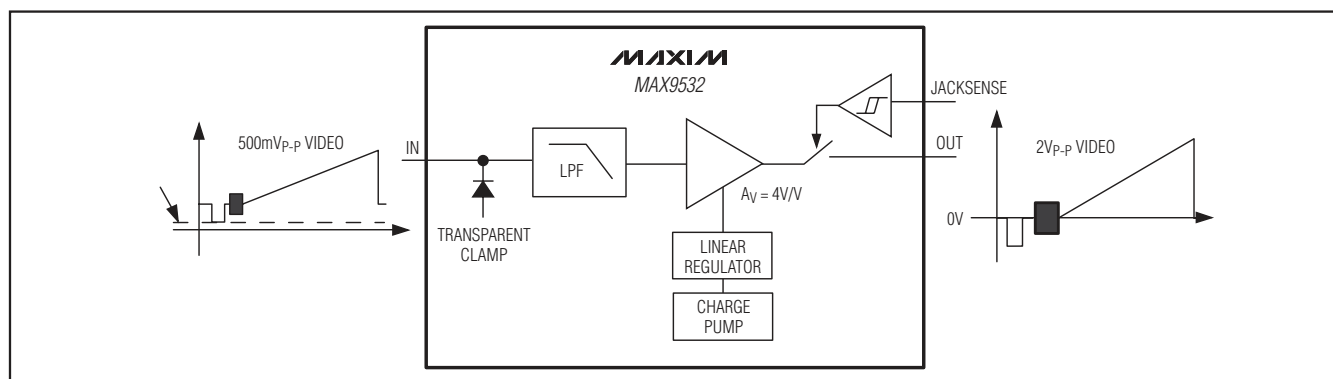 MAXIM
MAX9532
JACKSENSE
500mVP-P VIDEO
IN
LPF
AV = 4V/V
OUT
2VP-P VIDEO
0V
TRANSPARENT
CLAMP
LINEAR
REGULATOR
CHARGE
PUMP